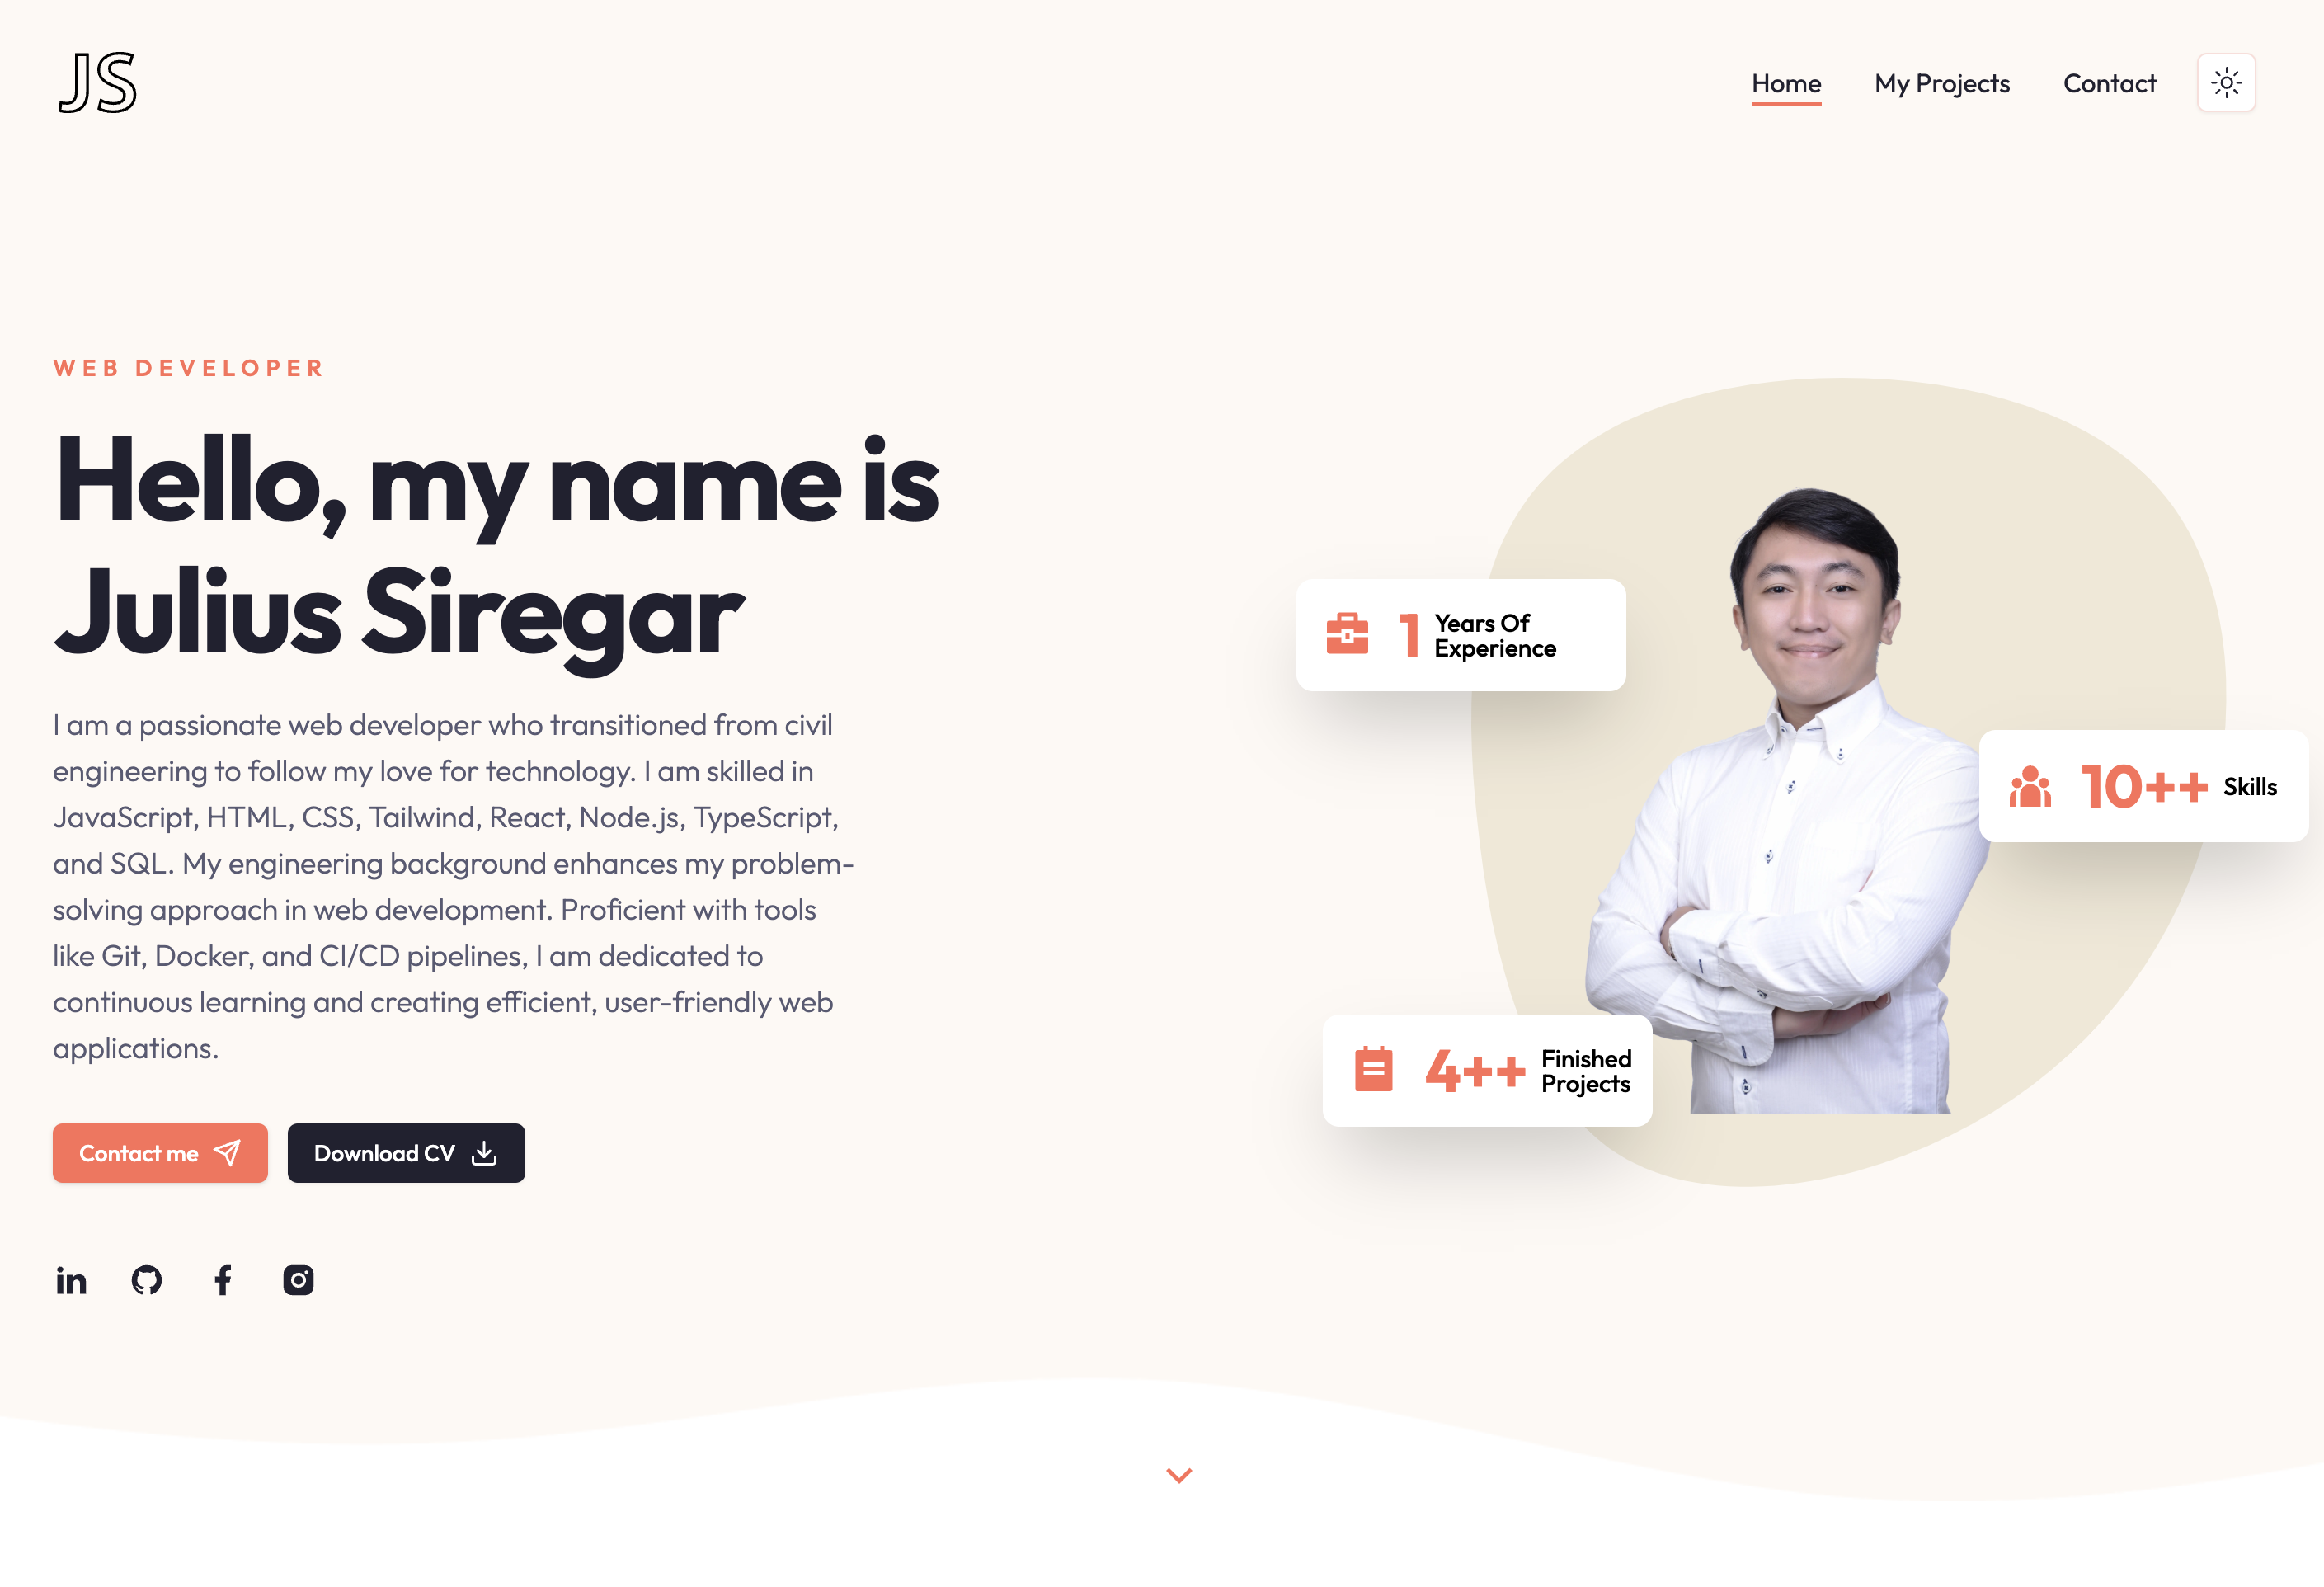 JS
Home
My Projects
Contact
WEB DEVELOPER
Hello, my name is
Julius Siregar
I am a passionate web developer who transitioned from civil
engineering to follow my love for technology. I am skilled in
JavaScript, HTML, CSS, Tailwind, React, Node.js, TypeScript,
and SQL. My engineering background enhances my problem-
solving approach in web development. Proficient with tools
like Git, Docker, and CI/CD pipelines, I am dedicated to
continuous learning and creating efficient, user-friendly web
applications.
Contact me
Download CV
in
1
Years Of
Experience
10++
Skills
4++
Finished
Projects